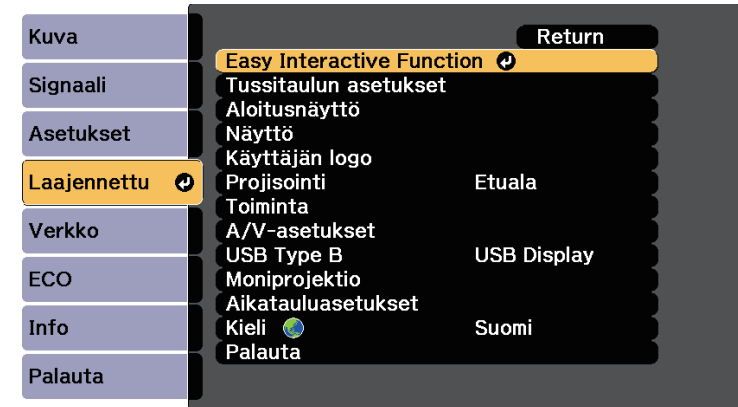 Kuva
Signaali
Asetukset
Laajennettu
Verkko
ECO
Info
Palauta
Return
Easy Interactive Function
Tussitaulun asetukset
Aloitusnäyttö
Näyttö
Käyttäjän logo
Projisointi Etuala
Toiminta
A/V-asetukset
USB Type B USB Display
Moniprojektio
Aikatauluasetukset
Kieli Suomi
Palauta